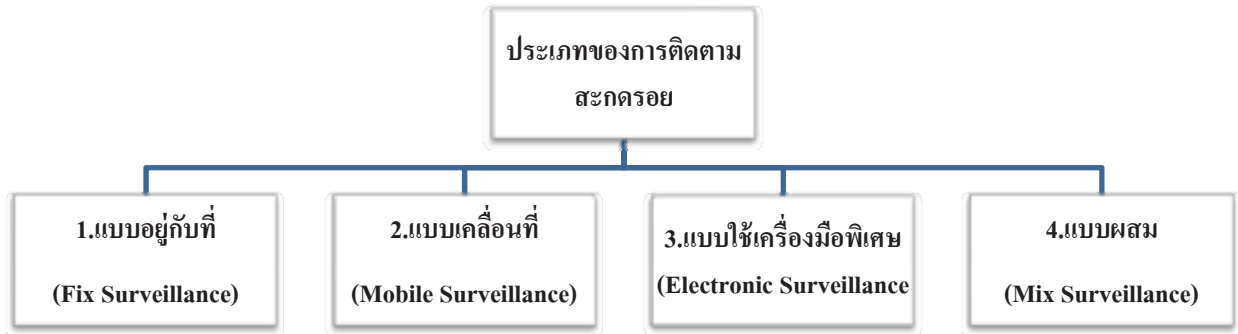 ประเภทของการติดตาม
สะกดรอย
1.แบบอยู่กับที่
(Fix Surveillance)
2.แบบเคลื่อนที่
(Mobile Surveillance)
3.แบบใช้เครื่องมือพิเศษ
(Electronic Surveillance
4.แบบผสม
(Mix Surveillance)